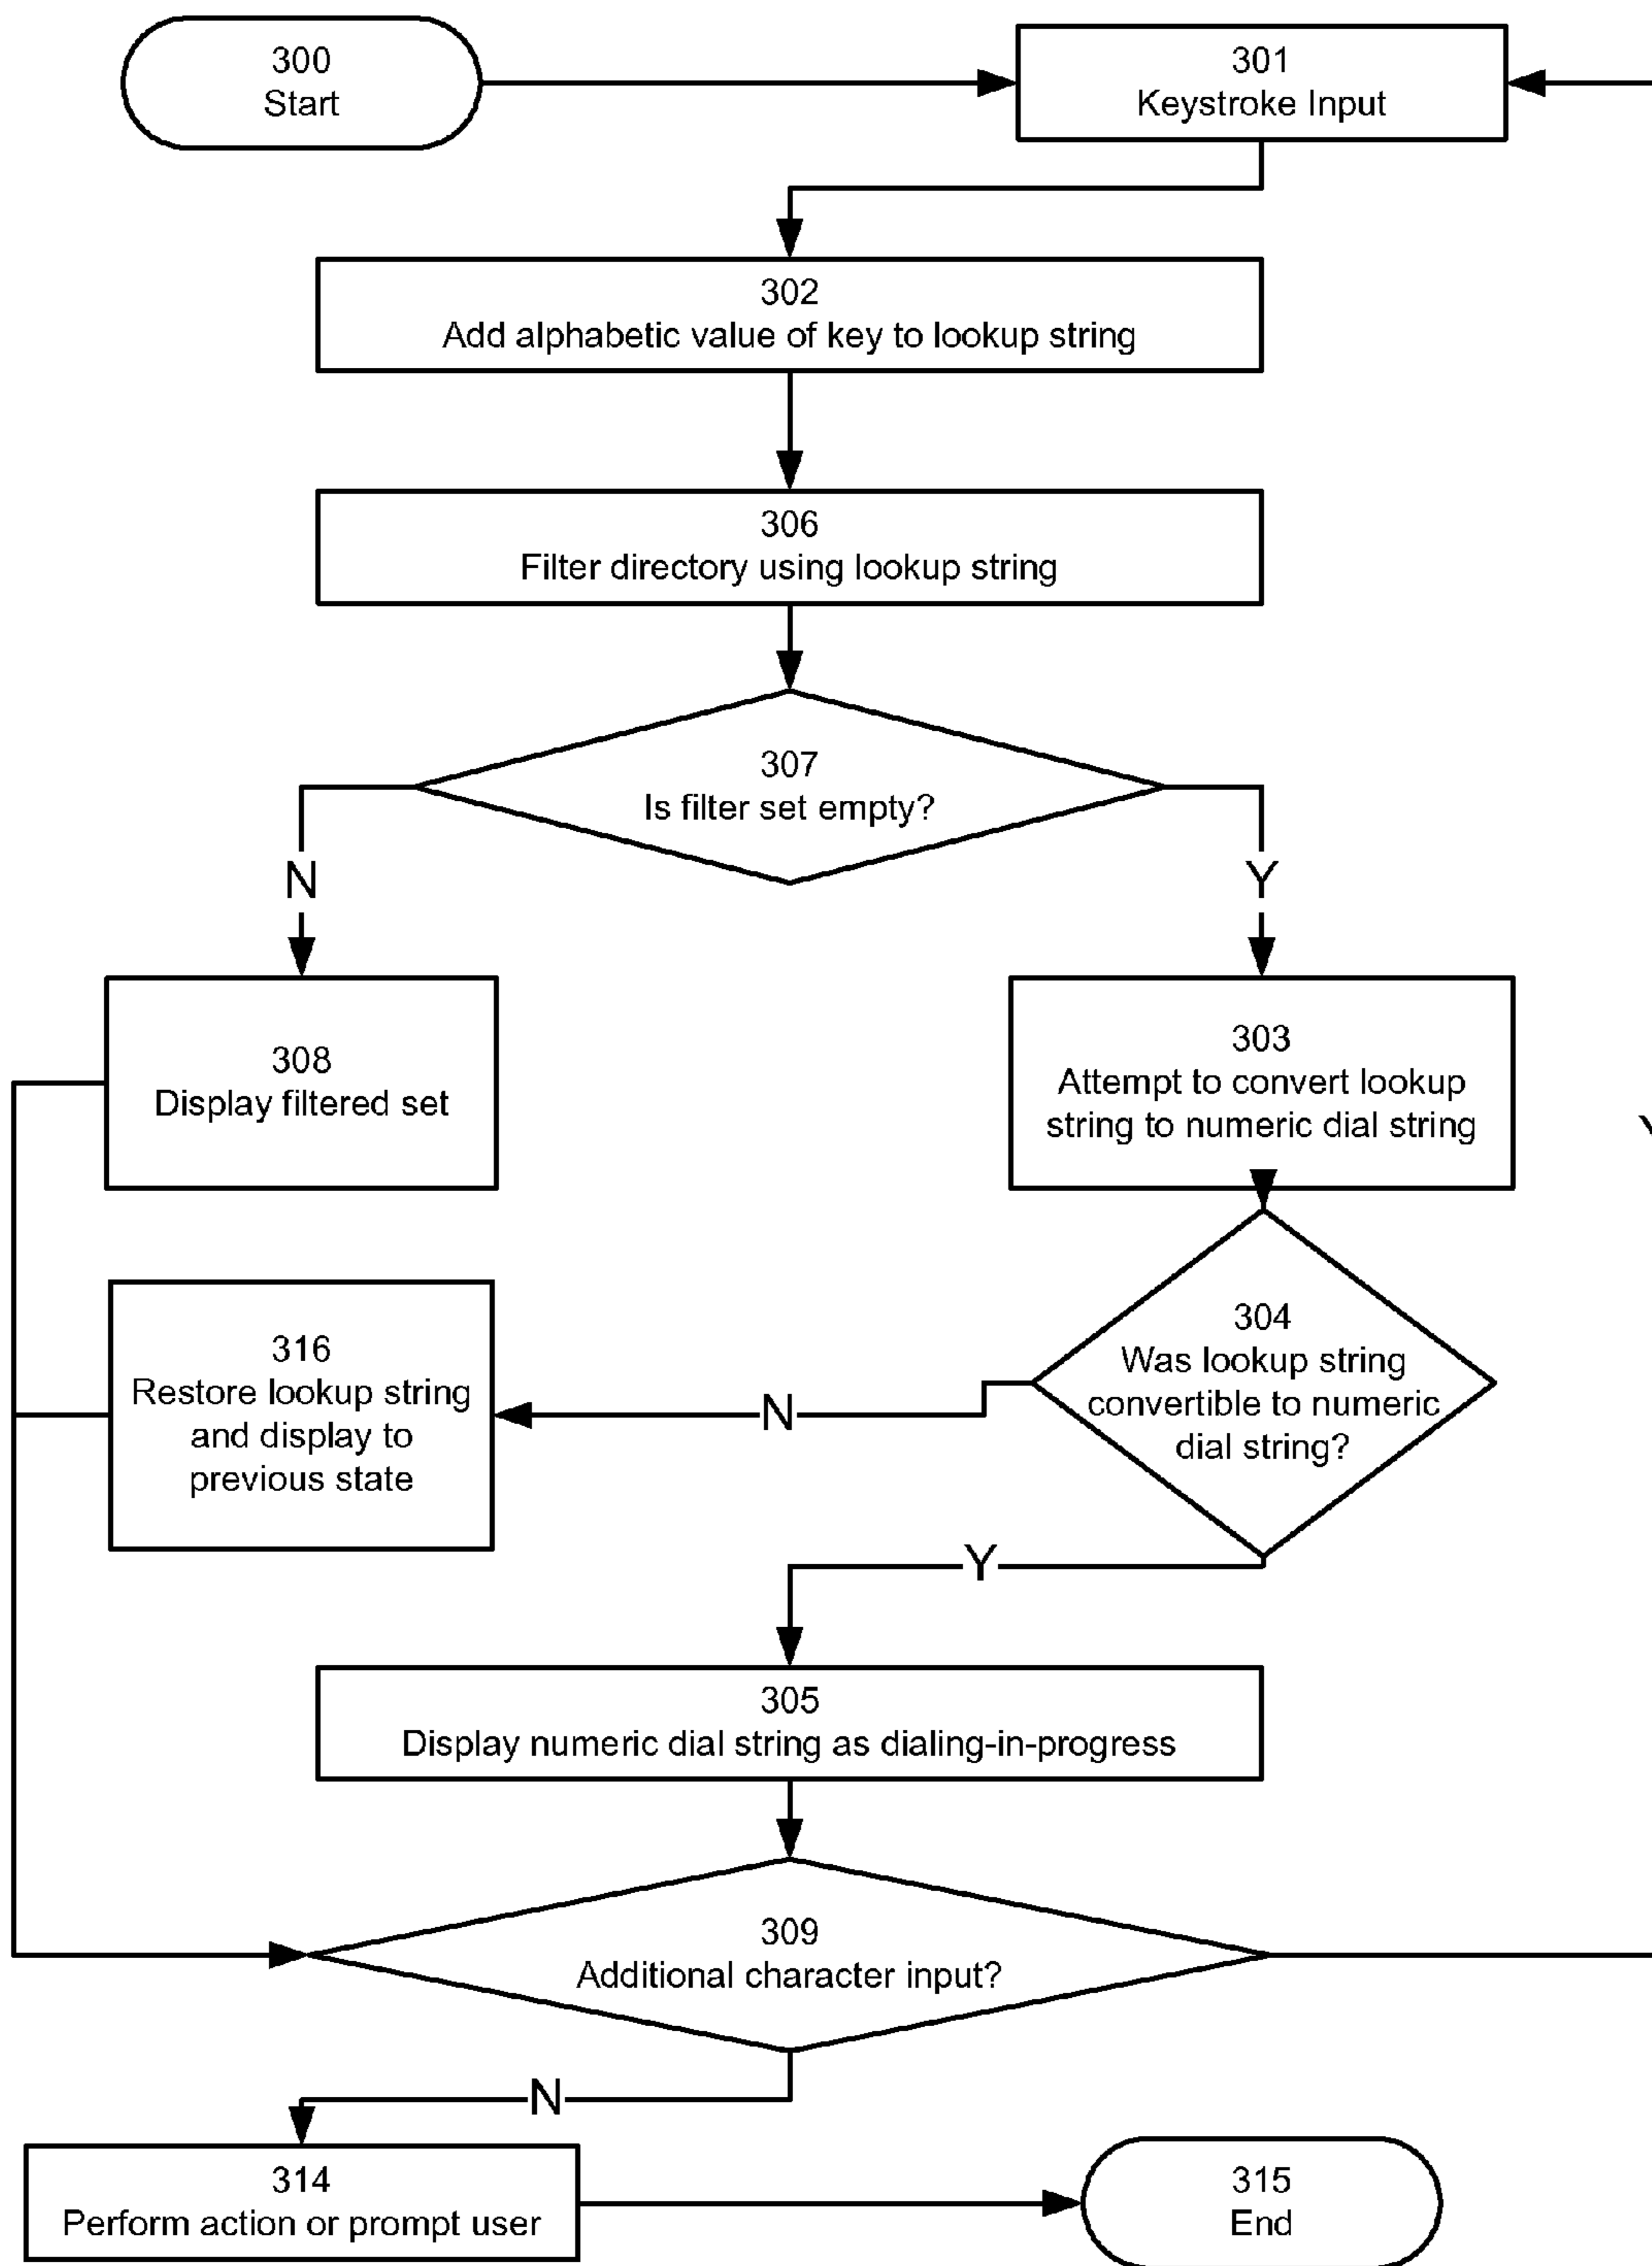 300
Start
301
Keystroke Input
302
Add alphabetic value of key to lookup string
306
Filter directory using lookup string
307
Is filter set empty?
N
Y
308
Display filtered set
303
Attempt to convert lookup
string to numeric dial string
304
Was lookup string
convertible to numeric
dial string?
316
Restore lookup string
and display to
previous state
N
Y
305
Display numeric dial string as dialing-in-progress
309
Additional character input?
N
314
Perform action or prompt user
315
End